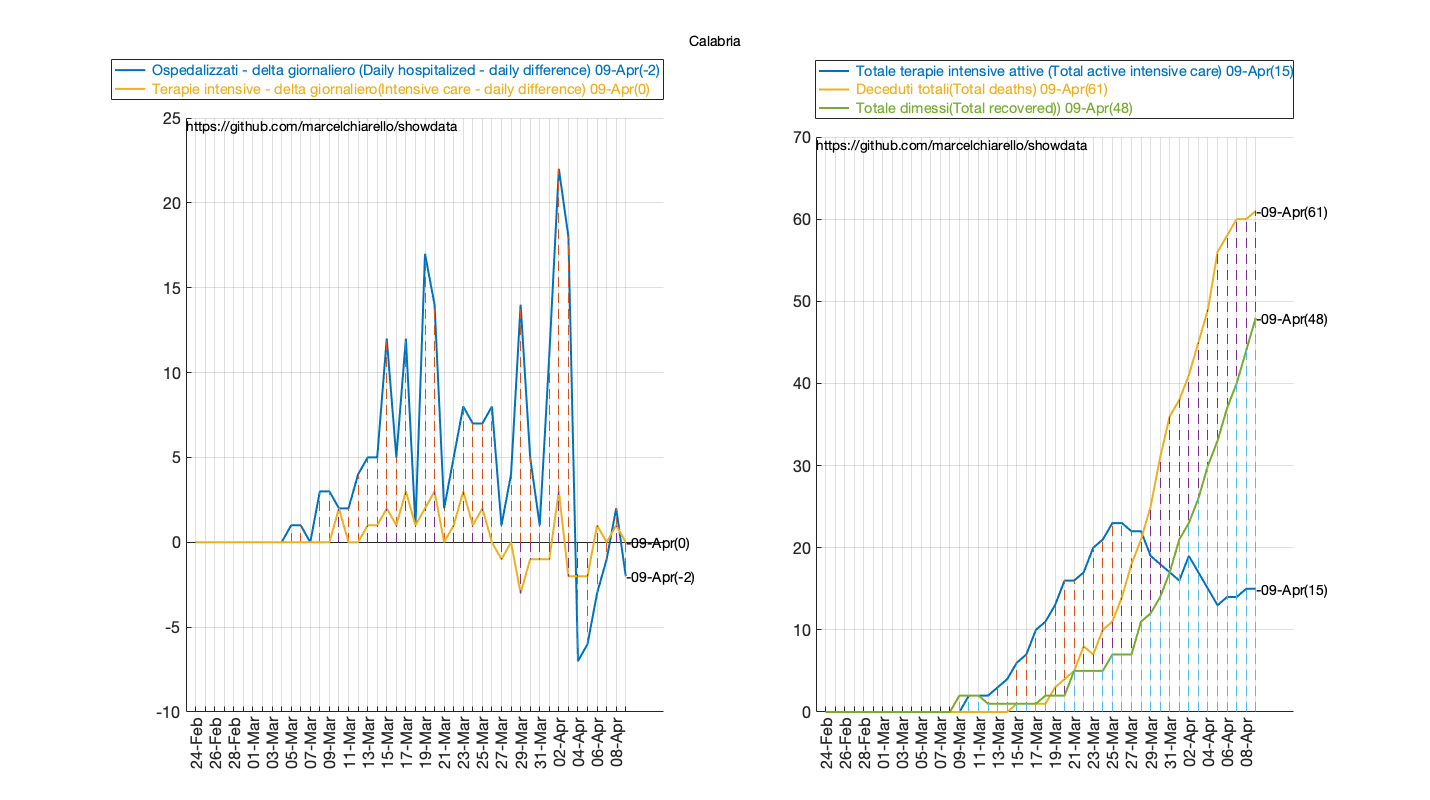 Calabria
Ospedalizzati - delta giornaliero (Daily hospitalized - daily difference) 09-Apr(-2)
Terapie intensive - delta giornaliero(Intensive care - daily difference) 09-Apr(0)
https://github.com/marcelchiarello/showdata
25
20
15
10
5
0
-5
-10
-09-Apr(0)
-09-Apr(-2)
24-Feb
26-Feb
28-Feb
01-Mar
03-Mar
05-Mar
07-Mar
09-Mar
11-Mar
13-Mar
15-Mar
17-Mar
19-Mar
21-Mar
23-Mar
25-Mar
27-Mar
29-Mar
31-Mar
02-Apr
04-Apr
06-Apr
08-Apr
Totale terapie intensive attive (Total active intensive care) 09-Apr(15)
Deceduti totali(Total deaths) 09-Apr(61)
Totale dimessi(Total recovered)) 09-Apr(48)
https://github.com/marcelchiarello/showdata
70
60
50
40
30
20
10
0
-09-Apr(61)
-09-Apr(48)
-09-Apr(15)
24-Feb
26-Feb
28-Feb
01-Mar
03-Mar
05-Mar
07-Mar
09-Mar
11-Mar
13-Mar
15-Mar
17-Mar
19-Mar
21-Mar
23-Mar
25-Mar
27-Mar
29-Mar
31-Mar
02-Apr
04-Apr
06-Apr
08-Apr